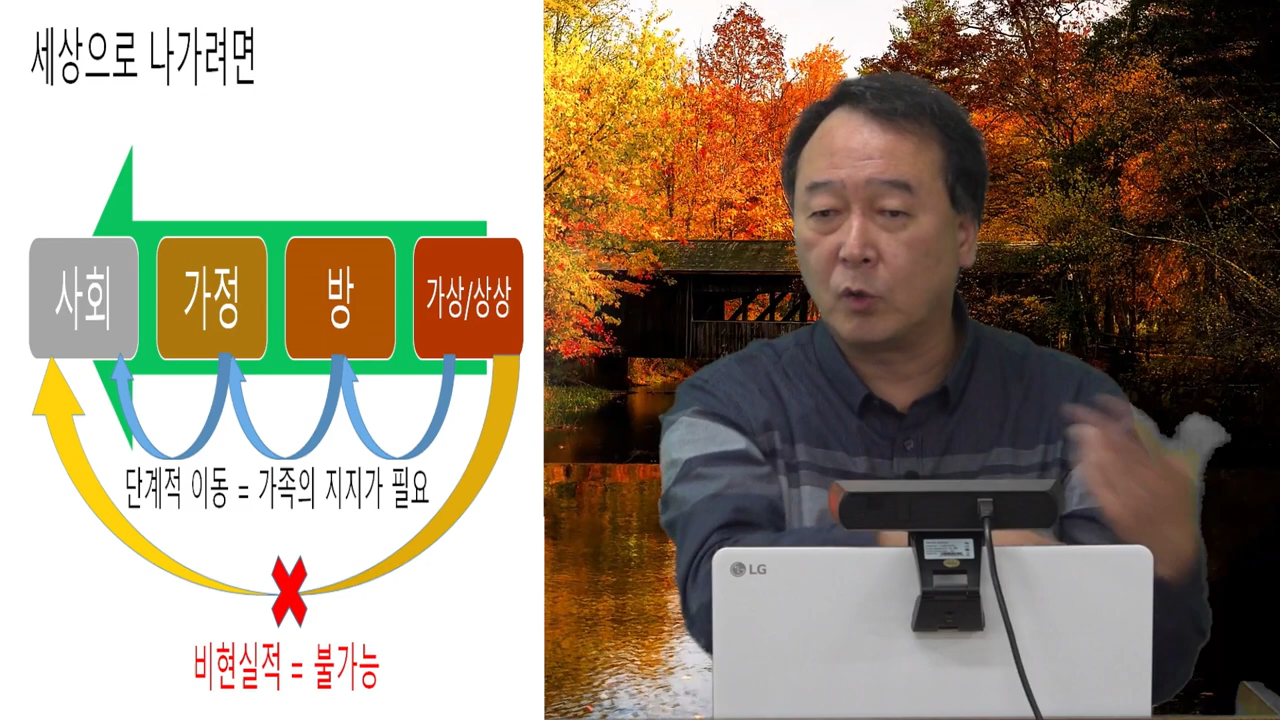 세상으로 나가려면
사회
가정
방
가상/상상
단계적 이동 = 가족의 지지가 필요
비현실적 = 불가능
LG